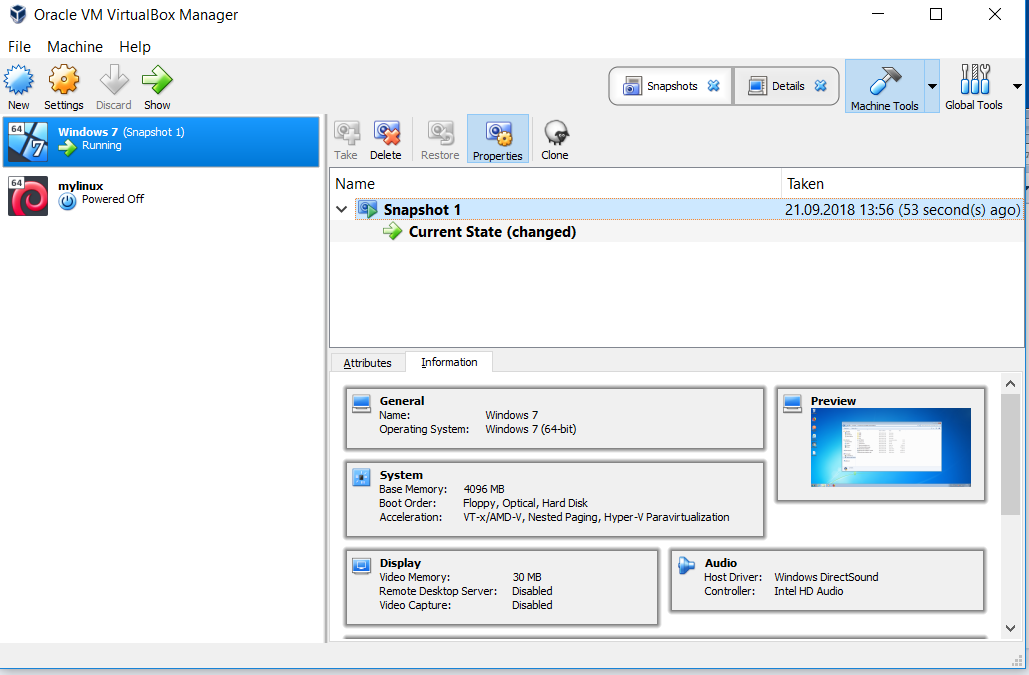 Oracle VM VirtualBox Manager
File Machine Help
New Settings Discard Show
Snapshots Details Machine Tools Global Tools
64 Windows 7 (Snapshot 1)
7 Running
64 mylinux
Powered Off
Take Delete Restore Properties Clone
Name Taken
Snapshot 1 21.09.2018 13:56 (53 second(s) ago)
Current State (changed)
Attributes Information
General
Name: Windows 7
Operating System: Windows 7 (64-bit)
Preview
System
Base Memory: 4096 MB
Boot Order: Floppy, Optical, Hard Disk
Acceleration: VT-x/AMD-V, Nested Paging, Hyper-V Paravirtualization
Display
Video Memory: 30 MB
Remote Desktop Server: Disabled
Video Capture: Disabled
Audio
Host Driver: Windows DirectSound
Controller: Intel HD Audio